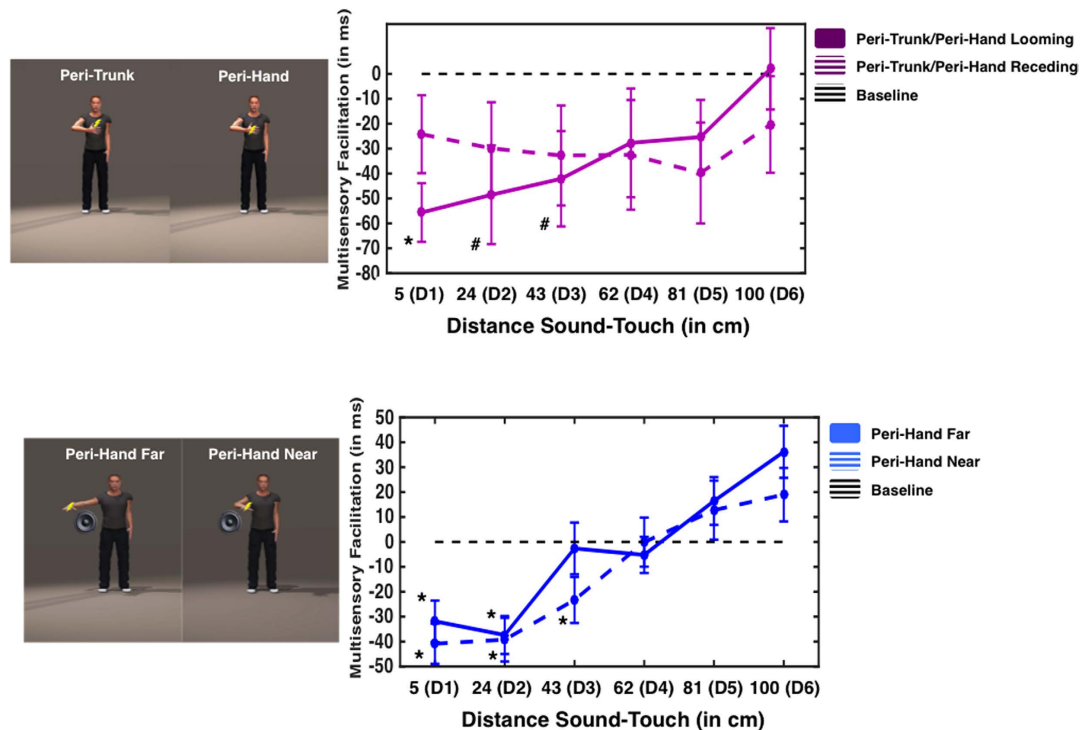 Peri-Trunk
Peri-Hand
Multisensory Facilitation (in ms)
0
-10
-20
-30
-40
-50
-60
-70
-80
*
#
#
5 (D1) 24 (D2) 43 (D3) 62 (D4) 81 (D5) 100 (D6)
Distance Sound-Touch (in cm)
Peri-Trunk/Peri-Hand Looming
Peri-Trunk/Peri-Hand Receding
Baseline
Peri-Hand Far
Peri-Hand Near
Multisensory Facilitation (in ms)
50
40
30
20
10
0
-10
-20
-30
-40
-50
*
*
*
*
*
5 (D1) 24 (D2) 43 (D3) 62 (D4) 81 (D5) 100 (D6)
Distance Sound-Touch (in cm)
Peri-Hand Far
Peri-Hand Near
Baseline